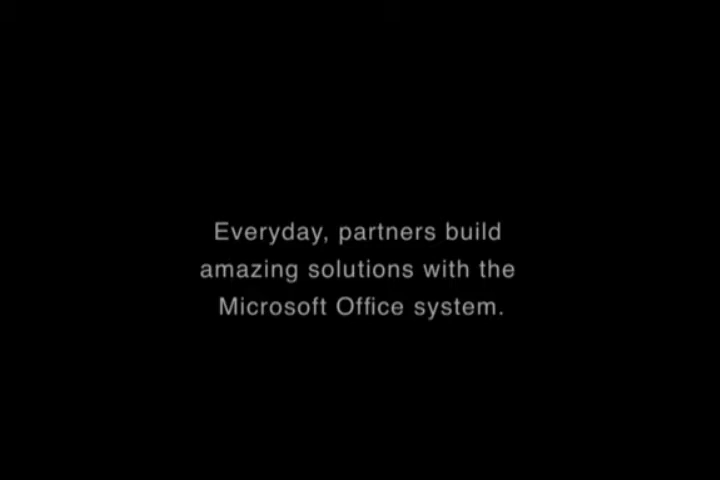 Everyday, partners build
amazing solutions with the
Microsoft Office system.